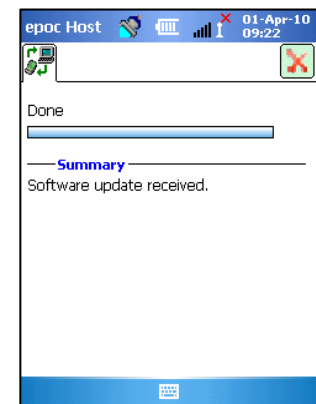 epoc Host
01-Apr-10
09:22
Done
Summary
Software update received.